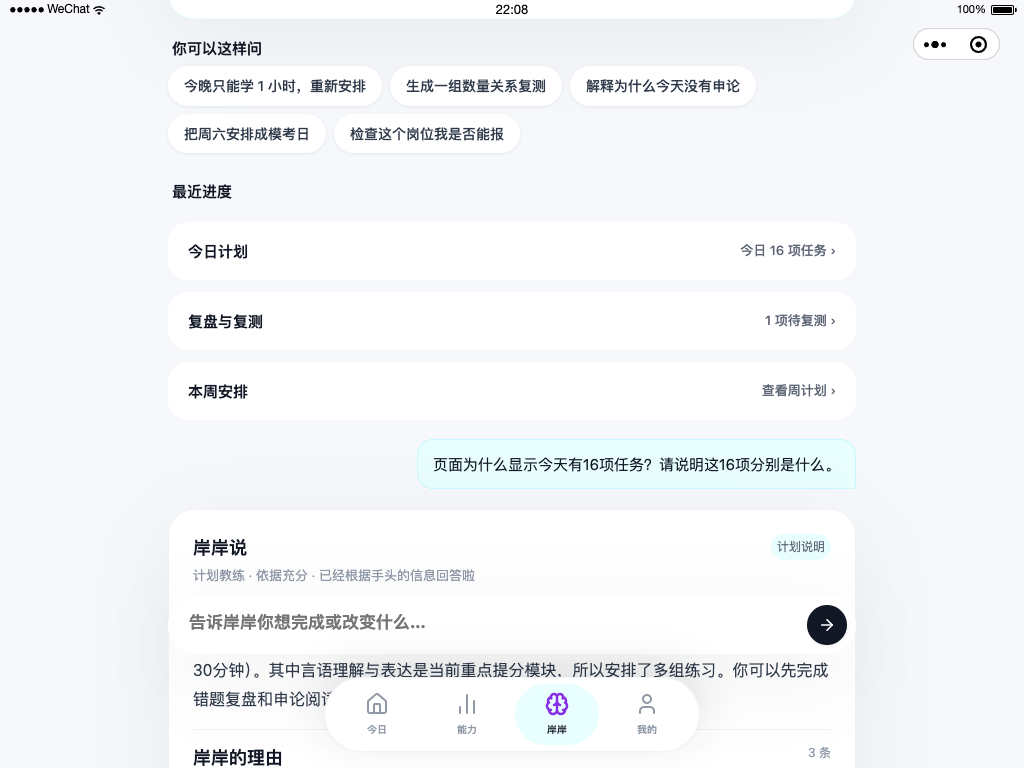 WeChat
22:08
100%
你可以这样问
今晚只能学 1 小时，重新安排
生成一组数量关系复测
解释为什么今天没有申论
把周六安排成模考日
检查这个岗位我是否能报
最近进度
今日计划
今日 16 项任务 ›
复盘与复测
1 项待复测 ›
本周安排
查看周计划 ›
页面为什么显示今天有16项任务？请说明这16项分别是什么。
岸岸说
计划说明
计划教练 · 依据充分 · 已经根据手头的信息回答啦
告诉岸岸你想完成或改变什么...
30分钟）。其中言语理解与表达是当前重点提分模块，所以安排了多组练习。你可以先完成
错题复盘和申论阅
今日
能力
岸岸
我的
岸岸的理由
3 条